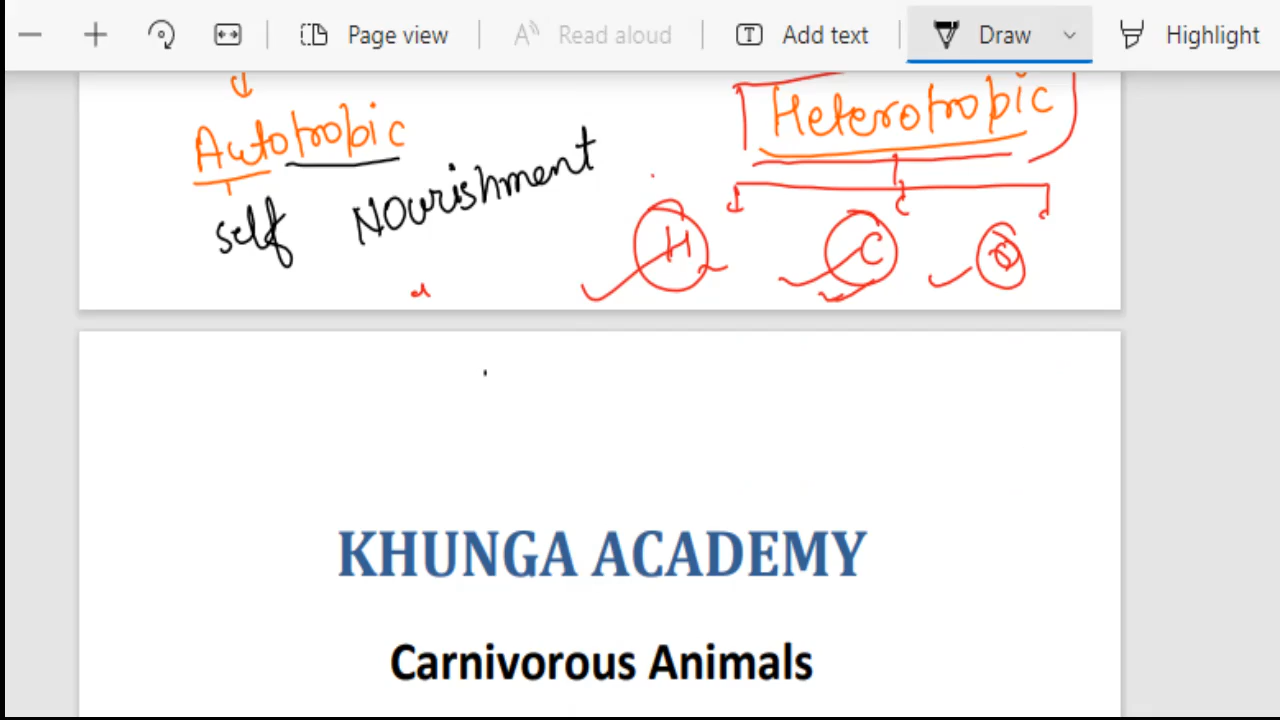 Page view
Read aloud
Add text
Draw
Highlight
Autotropic
Heterotropic
self Nourishment
H C
KHUNGA ACADEMY
Carnivorous Animals